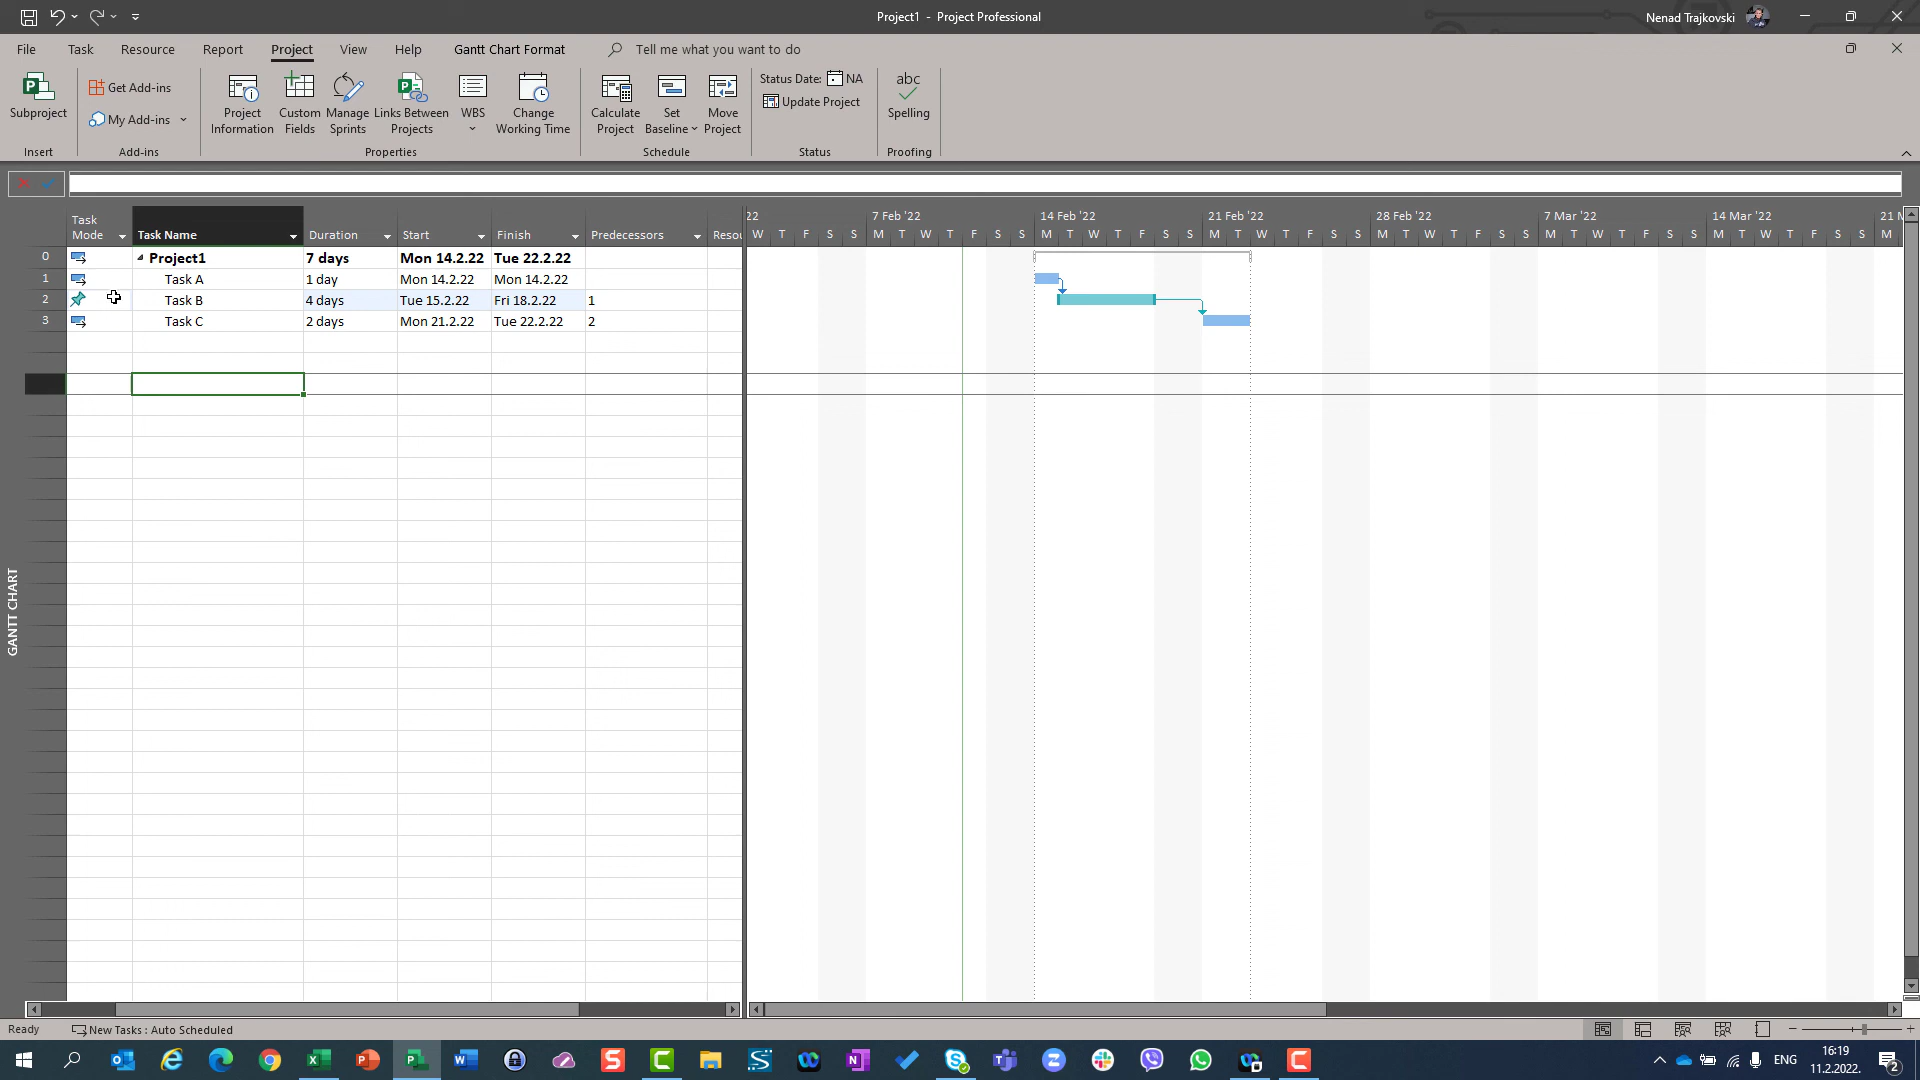 Project1 - Project Professional
Nenad Trajkovski
File Task Resource Report Project View Help Gantt Chart Format Tell me what you want to do
Subproject
Get Add-ins
My Add-ins
Project Information
Custom Fields
Manage Sprints
Links Between Projects
WBS
Change Working Time
Calculate Project
Set Baseline
Move Project
Status Date: NA
Update Project
abc
Spelling
Insert Add-ins Properties Schedule Status Proofing
Task Mode Task Name Duration Start Finish Predecessors Resou
22 7 Feb '22 14 Feb '22 21 Feb '22 28 Feb '22 7 Mar '22 14 Mar '22 21 M
W T F S S M T W T F S S M T W T F S S M T W T F S S M T W T F S S M T W T F S S M T W T F S S M
0 Project1 7 days Mon 14.2.22 Tue 22.2.22
1 Task A 1 day Mon 14.2.22 Mon 14.2.22
2 Task B 4 days Tue 15.2.22 Fri 18.2.22 1
3 Task C 2 days Mon 21.2.22 Tue 22.2.22 2
GANTT CHART
Ready New Tasks : Auto Scheduled
ENG
16:19
11.2.2022.
2